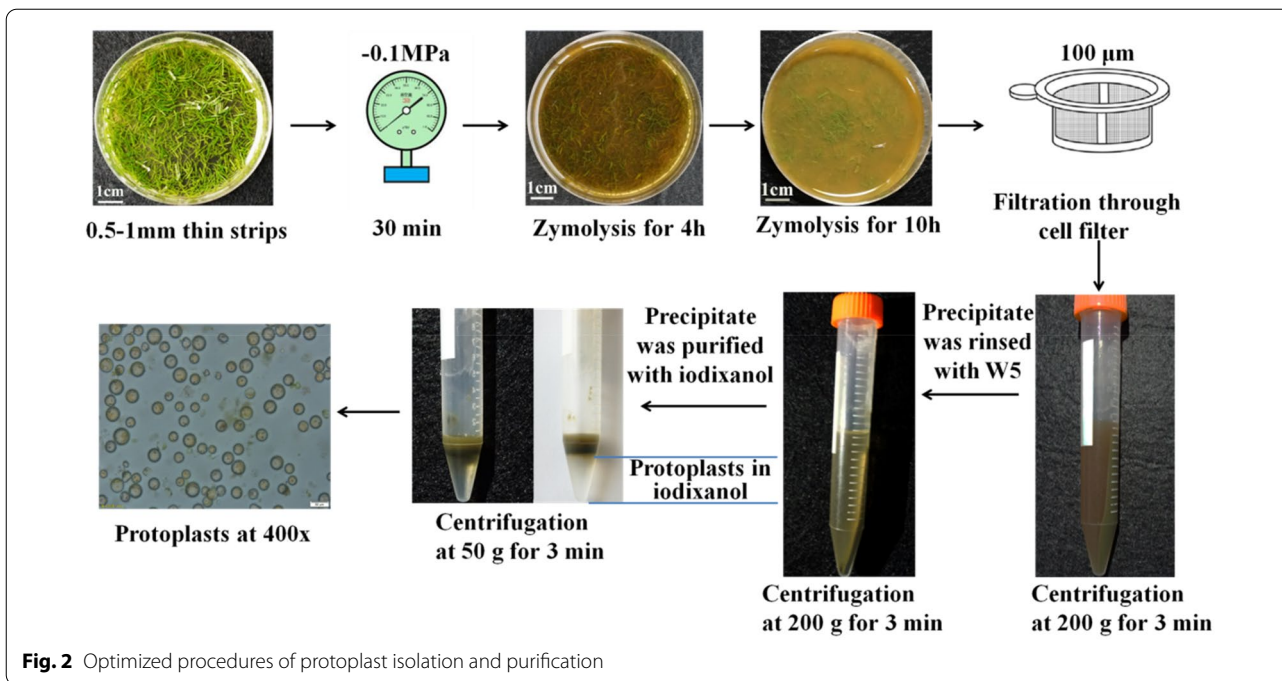 -0.1MPa
100 μm
1cm
1cm
1cm
0.5-1mm thin strips
30 min
Zymolysis for 4h
Zymolysis for 10h
Filtration through
cell filter
Precipitate
was rinsed
with W5
Precipitate
was purified
with iodixanol
Protoplasts in
iodixanol
Protoplasts at 400x
Centrifugation
at 50 g for 3 min
Centrifugation
at 200 g for 3 min
Centrifugation
at 200 g for 3 min
Fig. 2 Optimized procedures of protoplast isolation and purification